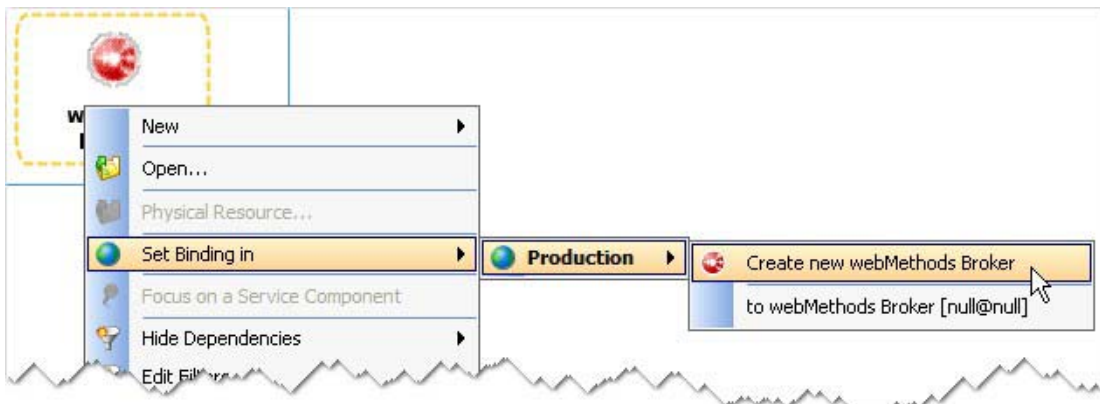 New
Open...
Physical Resource...
Set Binding in
Production
Create new webMethods Broker
to webMethods Broker [null@null]
Focus on a Service Component
Hide Dependencies
Edit